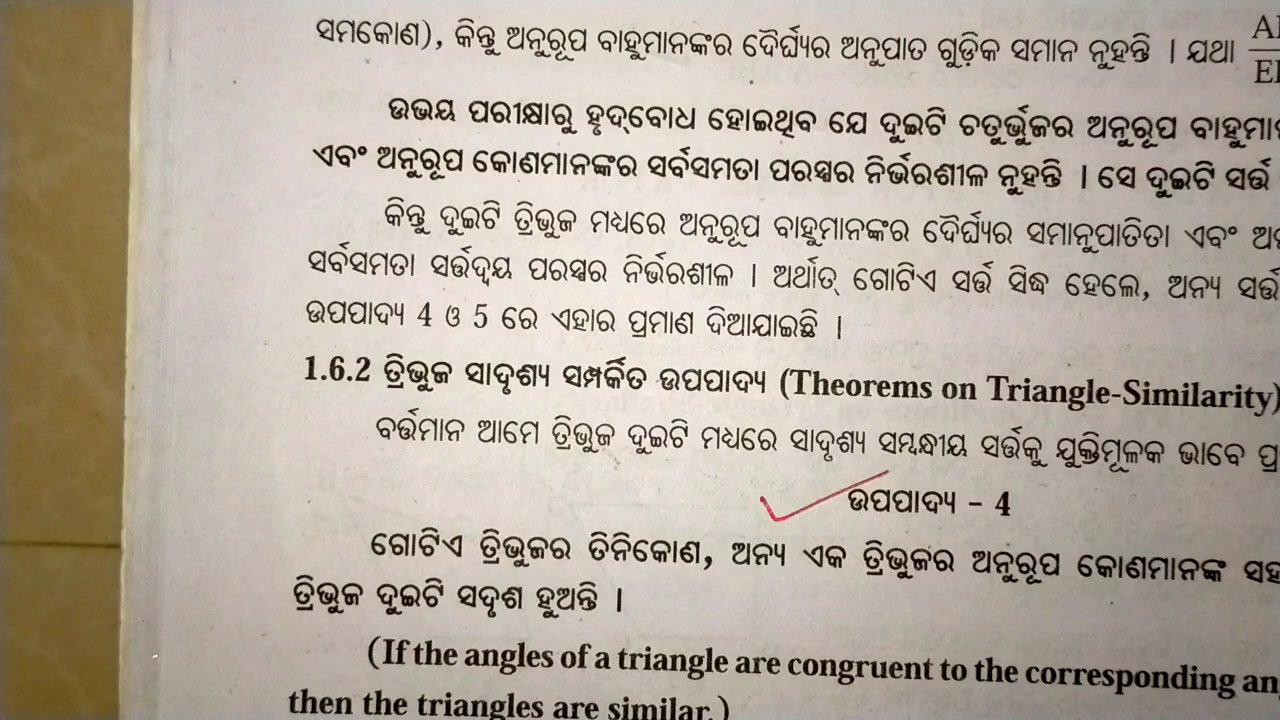 ସମକୋଣ), କିନ୍ତୁ ଅନୁରୂପ ବାହୁମାନଙ୍କର ଦୈର୍ଘ୍ୟର ଅନୁପାତ ଗୁଡ଼ିକ ସମାନ ନୁହନ୍ତି । ଯଥା
ଉଭୟ ପରୀକ୍ଷାରୁ ହୃଦ୍‌ବୋଧ ହୋଇଥିବ ଯେ ଦୁଇଟି ଚତୁର୍ଭୁଜର ଅନୁରୂପ
ଏବଂ ଅନୁରୂପ କୋଣମାନଙ୍କର ସର୍ବସମତା ପରସ୍ପର ନିର୍ଭରଶୀଳ ନୁହନ୍ତି । ସେ ଦୁଇଟି ସର୍ତ୍ତ
କିନ୍ତୁ ଦୁଇଟି ତ୍ରିଭୁଜ ମଧ୍ୟରେ ଅନୁରୂପ ବାହୁମାନଙ୍କର ଦୈର୍ଘ୍ୟର ସମାନୁପାତିତା ଏବଂ
ସର୍ବସମତା ସର୍ତ୍ତଦ୍ୱୟ ପରସ୍ପର ନିର୍ଭରଶୀଳ । ଅର୍ଥାତ୍ ଗୋଟିଏ ସର୍ତ୍ତ ସିଦ୍ଧ ହେଲେ, ଅନ୍ୟ ସର୍ତ୍ତ
ଉପପାଦ୍ୟ 4 ଓ 5 ରେ ଏହାର ପ୍ରମାଣ ଦିଆଯାଇଛି ।
1.6.2 ତ୍ରିଭୁଜ ସାଦୃଶ୍ୟ ସମ୍ପର୍କିତ ଉପପାଦ୍ୟ (Theorems on Triangle-Similarity)
ବର୍ତ୍ତମାନ ଆମେ ତ୍ରିଭୁଜ ଦୁଇଟି ମଧ୍ୟରେ ସାଦୃଶ୍ୟ ସମ୍ବନ୍ଧୀୟ ସର୍ତ୍ତକୁ ଯୁକ୍ତିମୂଳକ ଭାବେ
ଉପପାଦ୍ୟ – 4
ଗୋଟିଏ ତ୍ରିଭୁଜର ତିନିକୋଣ, ଅନ୍ୟ ଏକ ତ୍ରିଭୁଜର ଅନୁରୂପ କୋଣମାନଙ୍କ
ତ୍ରିଭୁଜ ଦୁଇଟି ସଦୃଶ ହୁଅନ୍ତି ।
(If the angles of a triangle are congruent to the corresponding
then the triangles are similar.)